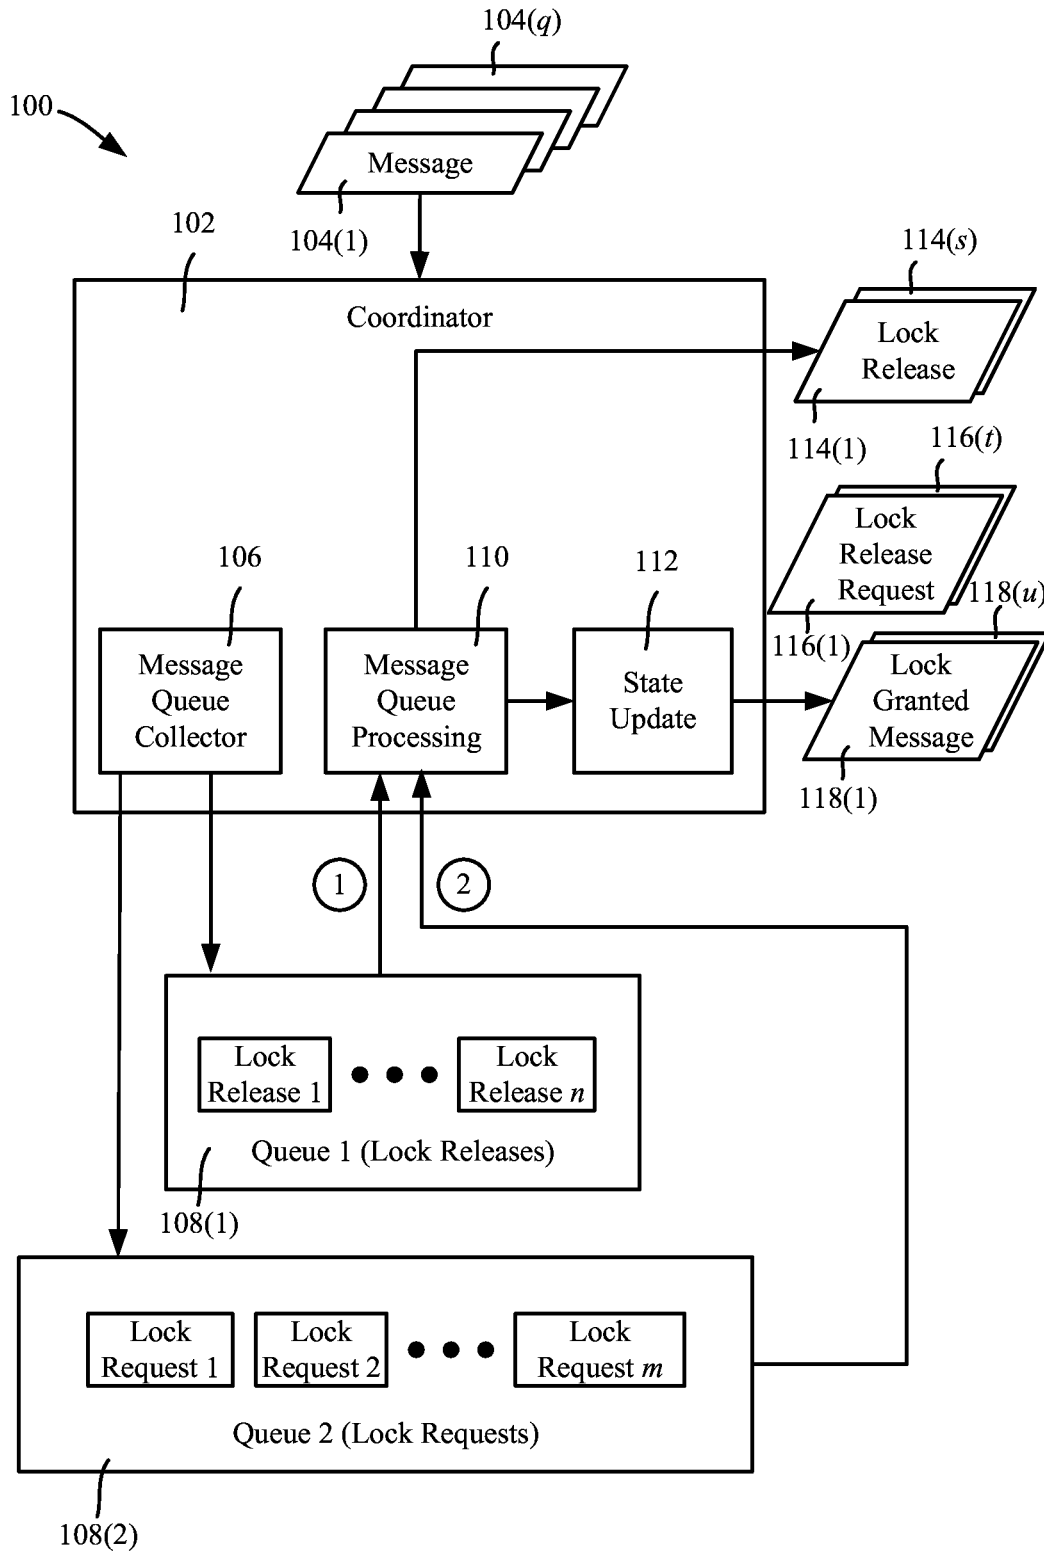 104(q)
100
Message
104(1)
102
114(s)
Coordinator
Lock
Release
114(1)
116(t)
Lock
Release
Request
106
110
112
116(1)
118(u)
Message
Queue
Collector
Message
Queue
Processing
State
Update
Lock
Granted
Message
118(1)
1
2
Lock
Release 1
Lock
Release n
Queue 1 (Lock Releases)
108(1)
Lock
Request 1
Lock
Request 2
Lock
Request m
Queue 2 (Lock Requests)
108(2)